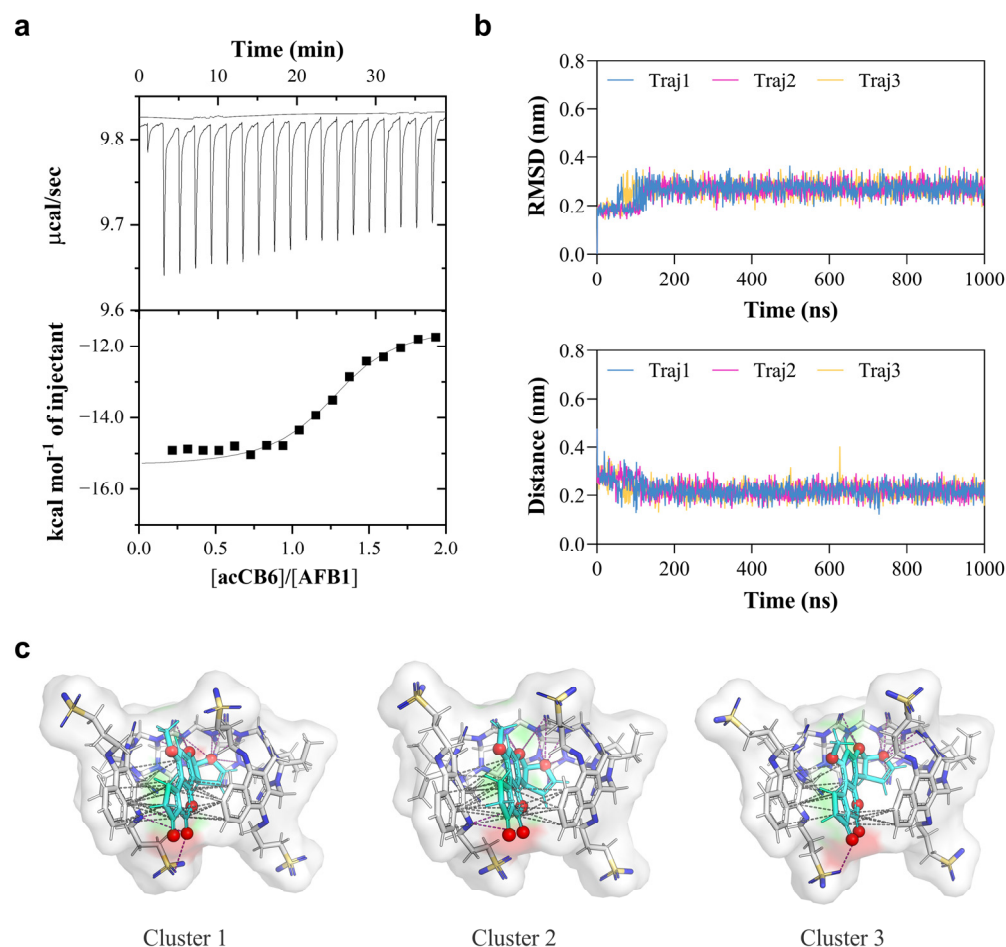 a
Time (min)
0 10 20 30
9.8
9.7
9.6
μcal/sec
−12.0
−14.0
−16.0
kcal mol⁻¹ of injectant
0.0 0.5 1.0 1.5 2.0
[acCB6]/[AFB1]
b
0.8
0.6
0.4
0.2
0.0
RMSD (nm)
Traj1 Traj2 Traj3
0 200 400 600 800 1000
Time (ns)
0.8
0.6
0.4
0.2
0.0
Distance (nm)
Traj1 Traj2 Traj3
0 200 400 600 800 1000
Time (ns)
c
Cluster 1 Cluster 2 Cluster 3